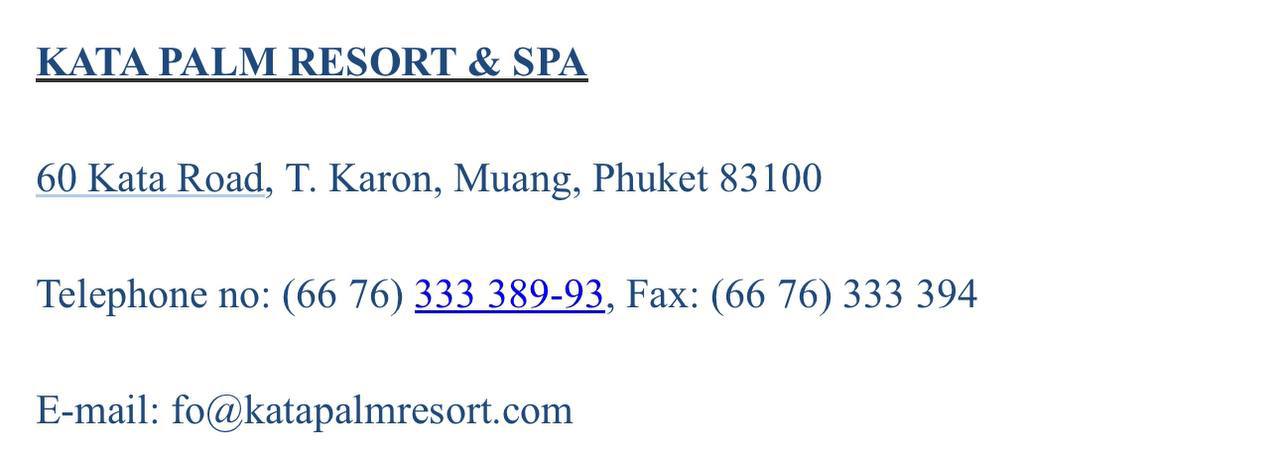 KATA PALM RESORT & SPA
60 Kata Road, T. Karon, Muang, Phuket 83100
Telephone no: (66 76) 333 389-93, Fax: (66 76) 333 394
E-mail: fo@katapalmresort.com